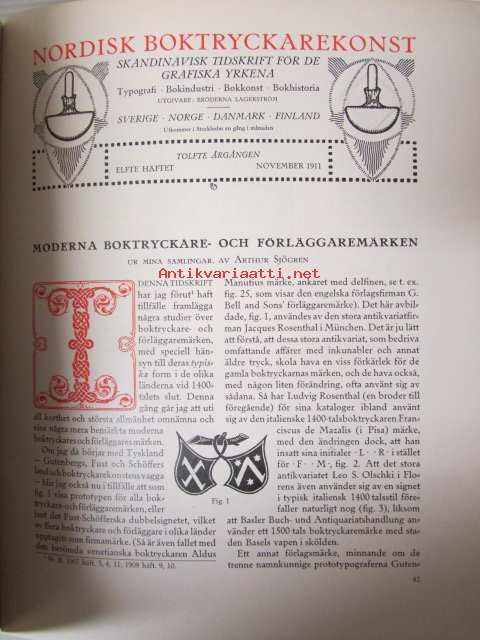 NORDISK BOKTRYCKAREKONST
SKANDINAVISK TIDSKRIFT FÖR DE
GRAFISKA YRKENA
Typografi · Bokindustri · Bokkonst · Bokhistoria
UTGIVARE: BRÖDERNA LAGERSTRÖM
SVERIGE · NORGE · DANMARK · FINLAND
Utkommer i Stockholm en gång i månaden
TOLFTE ÅRGÅNGEN
ELFTE HÄFTET NOVEMBER 1911
MODERNA BOKTRYCKARE- OCH FÖRLÄGGAREMÄRKEN
UR MINA SAMLINGAR. AV ARTHUR SJÖGREN
Antikvariaatti.net
I
DENNA TIDSKRIFT
har jag förut¹ haft
tillfälle framlägga
några studier över
boktryckare- och
förläggaremärken,
med speciell hän-
syn till deras typis-
ka form i de olika
länderna vid 1400-
talets slut. Denna
gång går jag att uti
all korthet och största allmänhet omnämna och
visa några mera bemärkta moderna
boktryckares och förläggares märken.
Om jag då börjar med Tyskland
— Gutenbergs, Fust och Schöffers
land och boktryckarekonstens vagga
— blir jag också nu i tillfälle att som
fig. 1 visa prototypen för alla bok-
tryckare- och förläggaremärken, eller
just det Fust-Schöfferska dubbelsignetet, vilket
av flera boktryckare och förläggare i olika länder
upptagits som firmamärke. (Så är även fallet med
den berömda venetianska boktryckaren Aldus
¹ N. B. 1907 häft. 3, 4, 11; 1908 häft. 9, 10.
Manutius märke, ankaret med delfinen, se t. ex.
fig. 25, som visar den engelska förlagsfirman G.
Bell and Sons' förläggaremärke). Det här avbil-
dade, fig. 1, användes av den stora antikvariatfir-
man Jacques Rosenthal i München. Det är ju lätt
att förstå, att dessa stora antikvariat, som bedriva
omfattande affärer med inkunabler och annat
äldre tryck, skola hava en viss förkärlek för de
gamla boktryckarnas märken, och de hava också,
med någon liten förändring, ofta använt sig av
sådana. Så har Ludvig Rosenthal (en broder till
föregående) för sina kataloger ibland använt
sig av den italienske 1400-talsboktryckaren Fran-
ciscus de Mazalis (i Pisa) märke,
med den ändringen dock, att han
insatt sina initialer · L · · R · i stället
för · F · · M ·, fig. 2. Att det stora
antikvariatet Leo S. Olschki i Flo-
rens även använder sig av en signet
i typisk italiensk 1400 talsstil före-
faller naturligt nog (fig. 3), liksom
att Basler Buch- und Antiquariatshandlung an-
vänder ett 1500-tals boktryckaremärke med sta-
den Basels vapen i skölden.
Ett annat förlagsmärke, minnande om de
trenne namnkunnige prototypograferna Guten-
Fig. 1